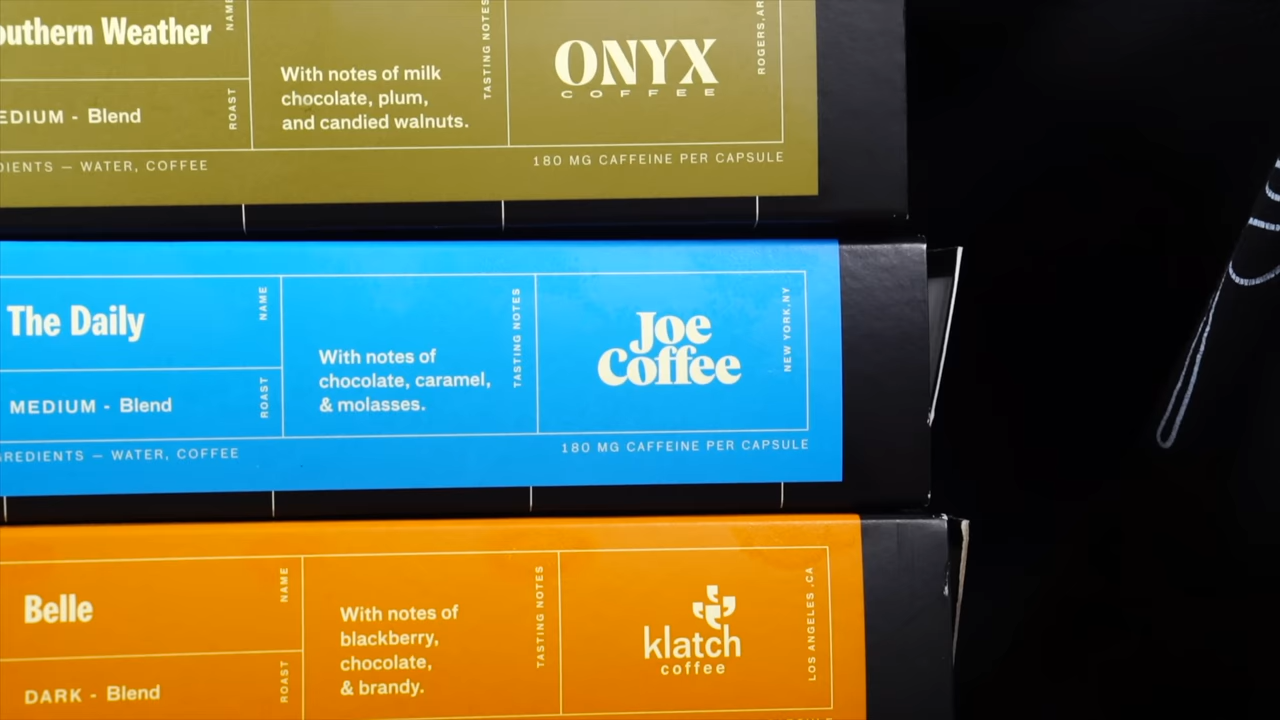 outhern Weather
NAME
EDIUM - Blend
ROAST
With notes of milk
chocolate, plum,
and candied walnuts.
TASTING NOTES
ONYX
COFFEE
ROGERS, AR
DIENTS — WATER, COFFEE
180 MG CAFFEINE PER CAPSULE
The Daily
NAME
MEDIUM - Blend
ROAST
With notes of
chocolate, caramel,
& molasses.
TASTING NOTES
Joe
Coffee
NEW YORK, NY
REDIENTS — WATER, COFFEE
180 MG CAFFEINE PER CAPSULE
Belle
NAME
DARK - Blend
ROAST
With notes of
blackberry,
chocolate,
& brandy.
TASTING NOTES
klatch
coffee
LOS ANGELES, CA